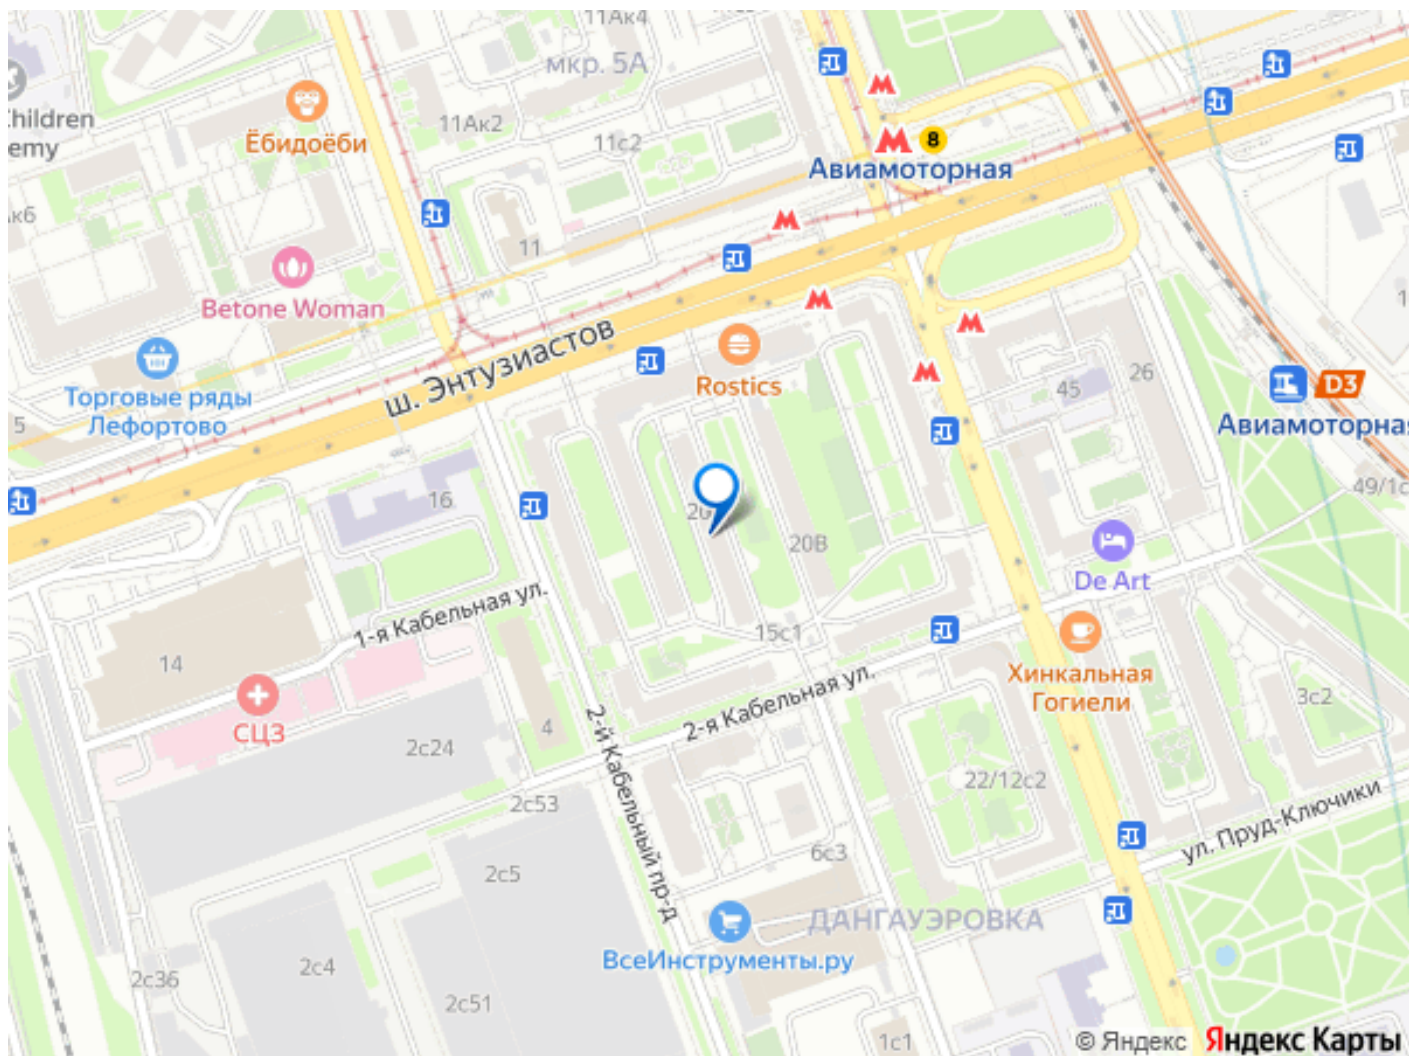 11Ак4
мкр. 5А
Children
emy
11Ак2
11с2
8
Ёбидоёби
Авиамоторная
11
Betone Woman
ш. Энтузиастов
Rostics
Торговые ряды
Лефортово
5
45
26
D3
Авиамоторная
16
49/1с
20В
De Art
1-я Кабельная ул.
15с1
14
Хинкальная
Гогиели
2-я Кабельная ул.
3с2
СЦЗ
2с24
4
2-й Кабельный пр-д
22/12с2
2с53
ул. Пруд-Ключики
6с3
2с5
ДАНГАУЭРОВКА
ВсеИнструменты.ру
2с36
2с4
2с51
1с1
© Яндекс Яндекс Карты